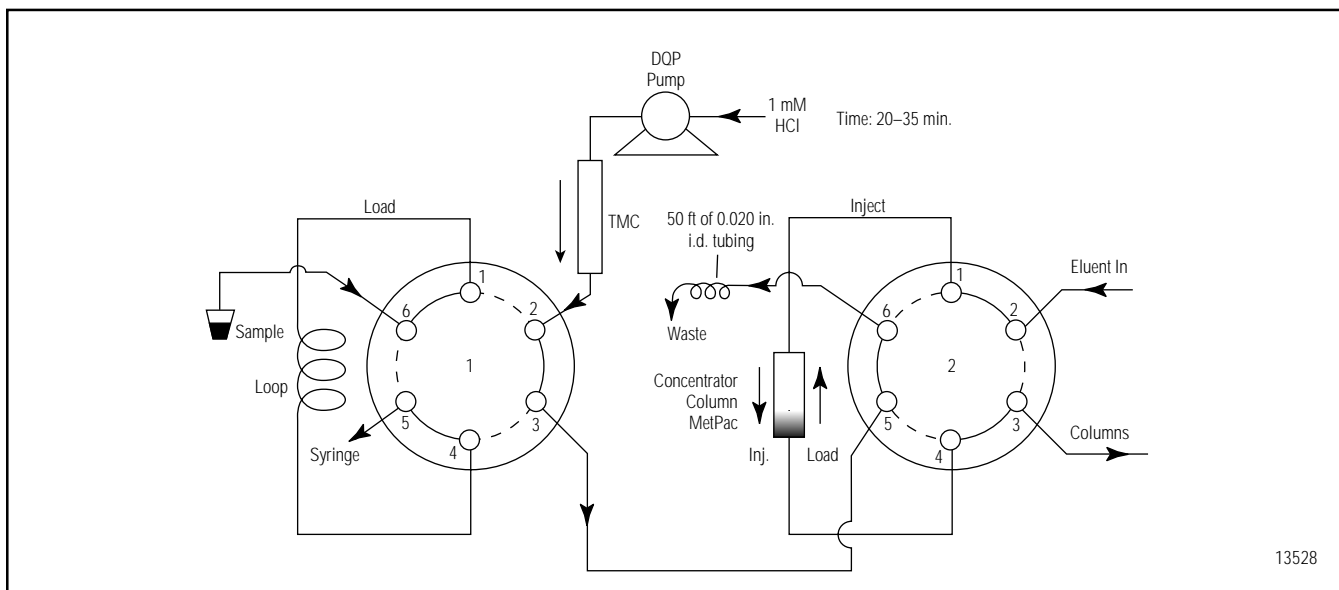 DQP
Pump
1 mM
HCl
Time: 20–35 min.
Load
TMC
50 ft of 0.020 in.
i.d. tubing
Inject
Eluent In
1
2
3
4
5
6
1
Sample
Loop
Syringe
Waste
Concentrator
Column
MetPac
Inj.
Load
1
2
3
4
5
6
2
Columns
13528